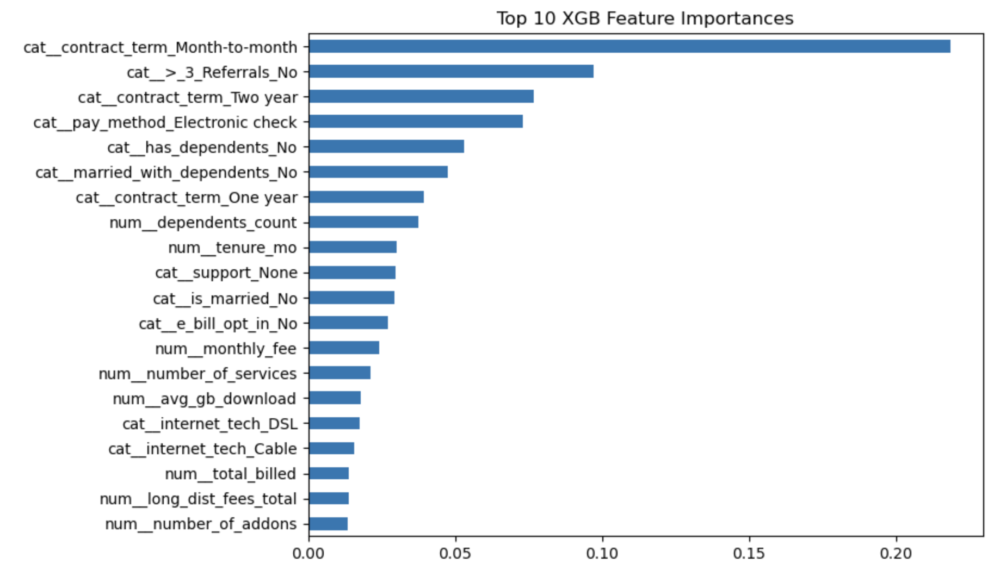 Top 10 XGB Feature Importances
cat__contract_term_Month-to-month
cat__>_3_Referrals_No
cat__contract_term_Two year
cat__pay_method_Electronic check
cat__has_dependents_No
cat__married_with_dependents_No
cat__contract_term_One year
num__dependents_count
num__tenure_mo
cat__support_None
cat__is_married_No
cat__e_bill_opt_in_No
num__monthly_fee
num__number_of_services
num__avg_gb_download
cat__internet_tech_DSL
cat__internet_tech_Cable
num__total_billed
num__long_dist_fees_total
num__number_of_addons
0.00 0.05 0.10 0.15 0.20